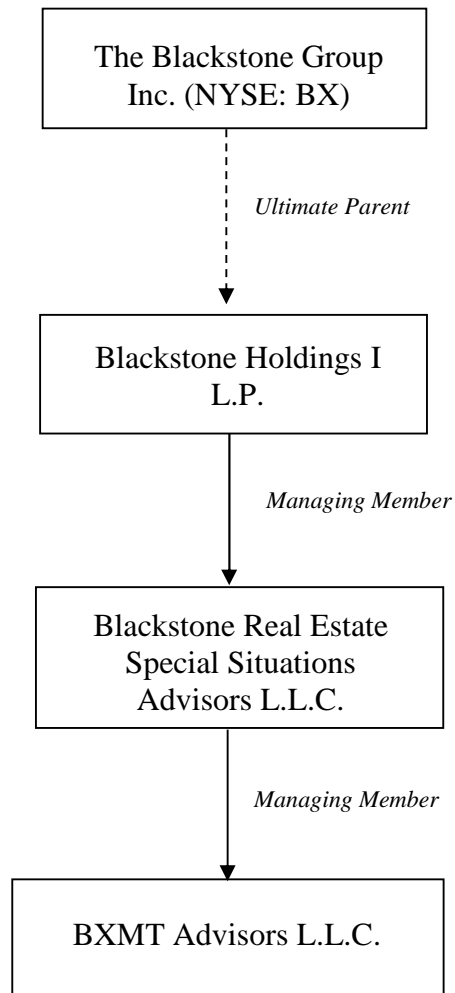 The Blackstone Group
Inc. (NYSE: BX)
Ultimate Parent
Blackstone Holdings I
L.P.
Managing Member
Blackstone Real Estate
Special Situations
Advisors L.L.C.
Managing Member
BXMT Advisors L.L.C.